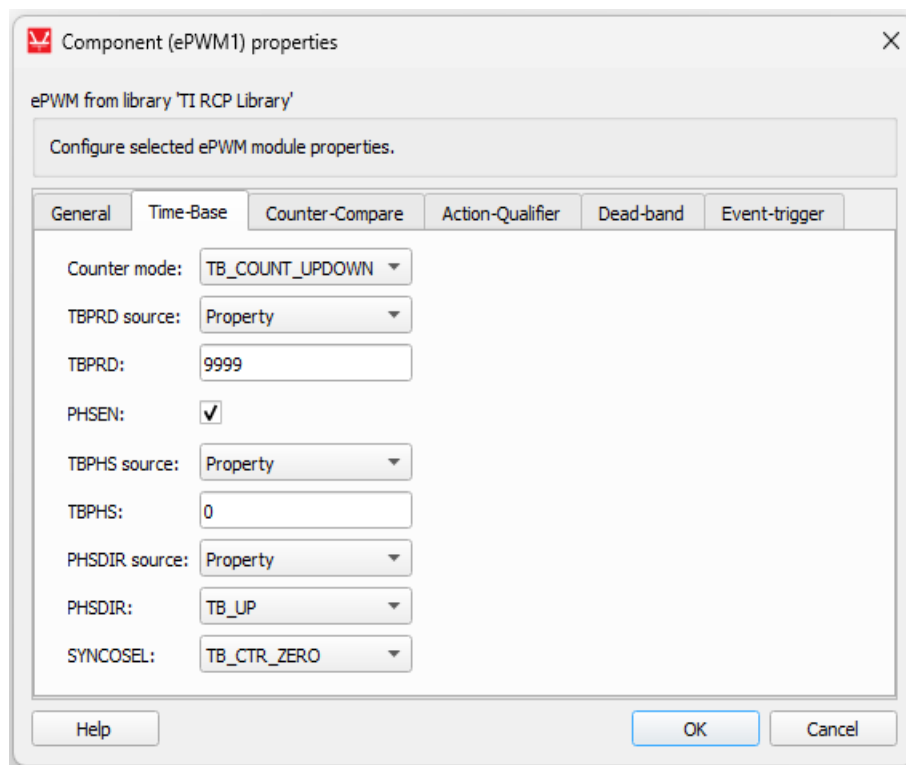 Component (ePWM1) properties
ePWM from library 'TI RCP Library'
Configure selected ePWM module properties.
General Time-Base Counter-Compare Action-Qualifier Dead-band Event-trigger
Counter mode: TB_COUNT_UPDOWN
TBPRD source: Property
TBPRD: 9999
PHSEN:
TBPHS source: Property
TBPHS: 0
PHSDIR source: Property
PHSDIR: TB_UP
SYNCOSEL: TB_CTR_ZERO
Help OK Cancel